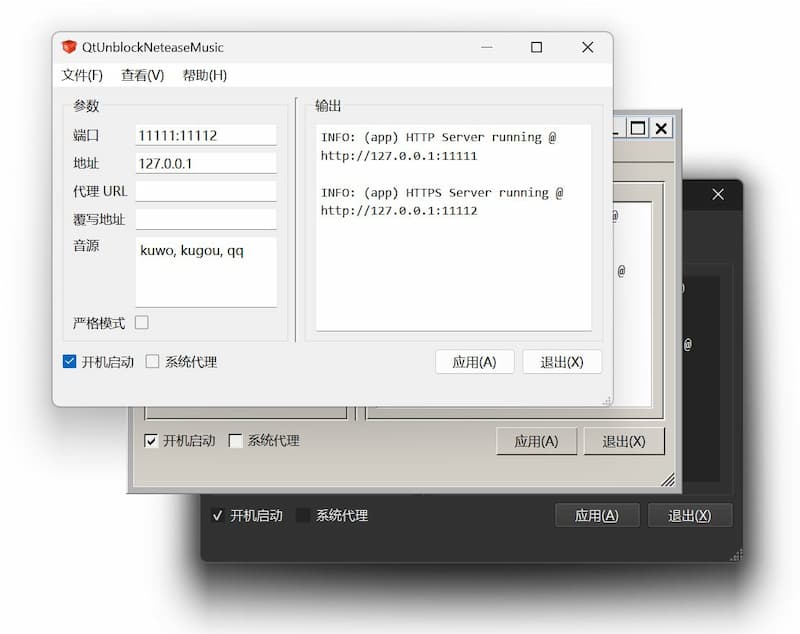 QtUnblockNeteaseMusic
文件(F) 查看(V) 帮助(H)
参数
端口 11111:11112
地址 127.0.0.1
代理 URL
覆写地址
音源 kuwo, kugou, qq
严格模式
开机启动 系统代理
输出
INFO: (app) HTTP Server running @
http://127.0.0.1:11111
INFO: (app) HTTPS Server running @
http://127.0.0.1:11112
应用(A) 退出(X)
@
@
开机启动 系统代理 应用(A) 退出(X)
)
@
开机启动 系统代理 应用(A) 退出(X)